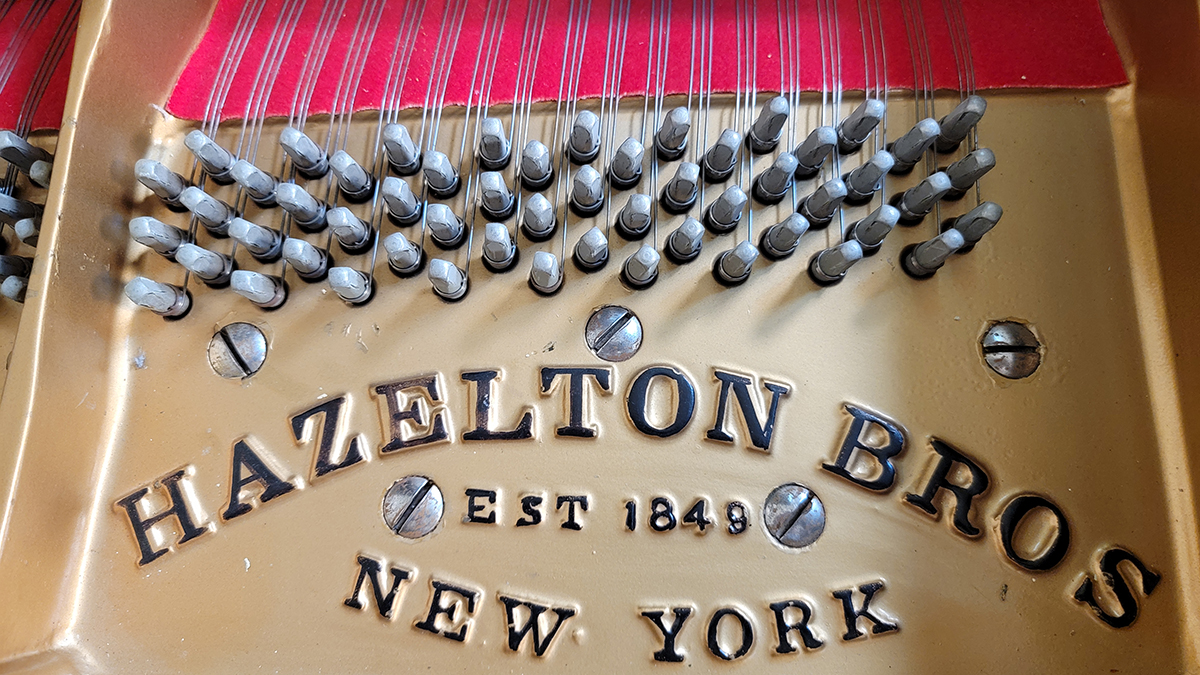 HAZELTON BROS
EST 1849
NEW YORK